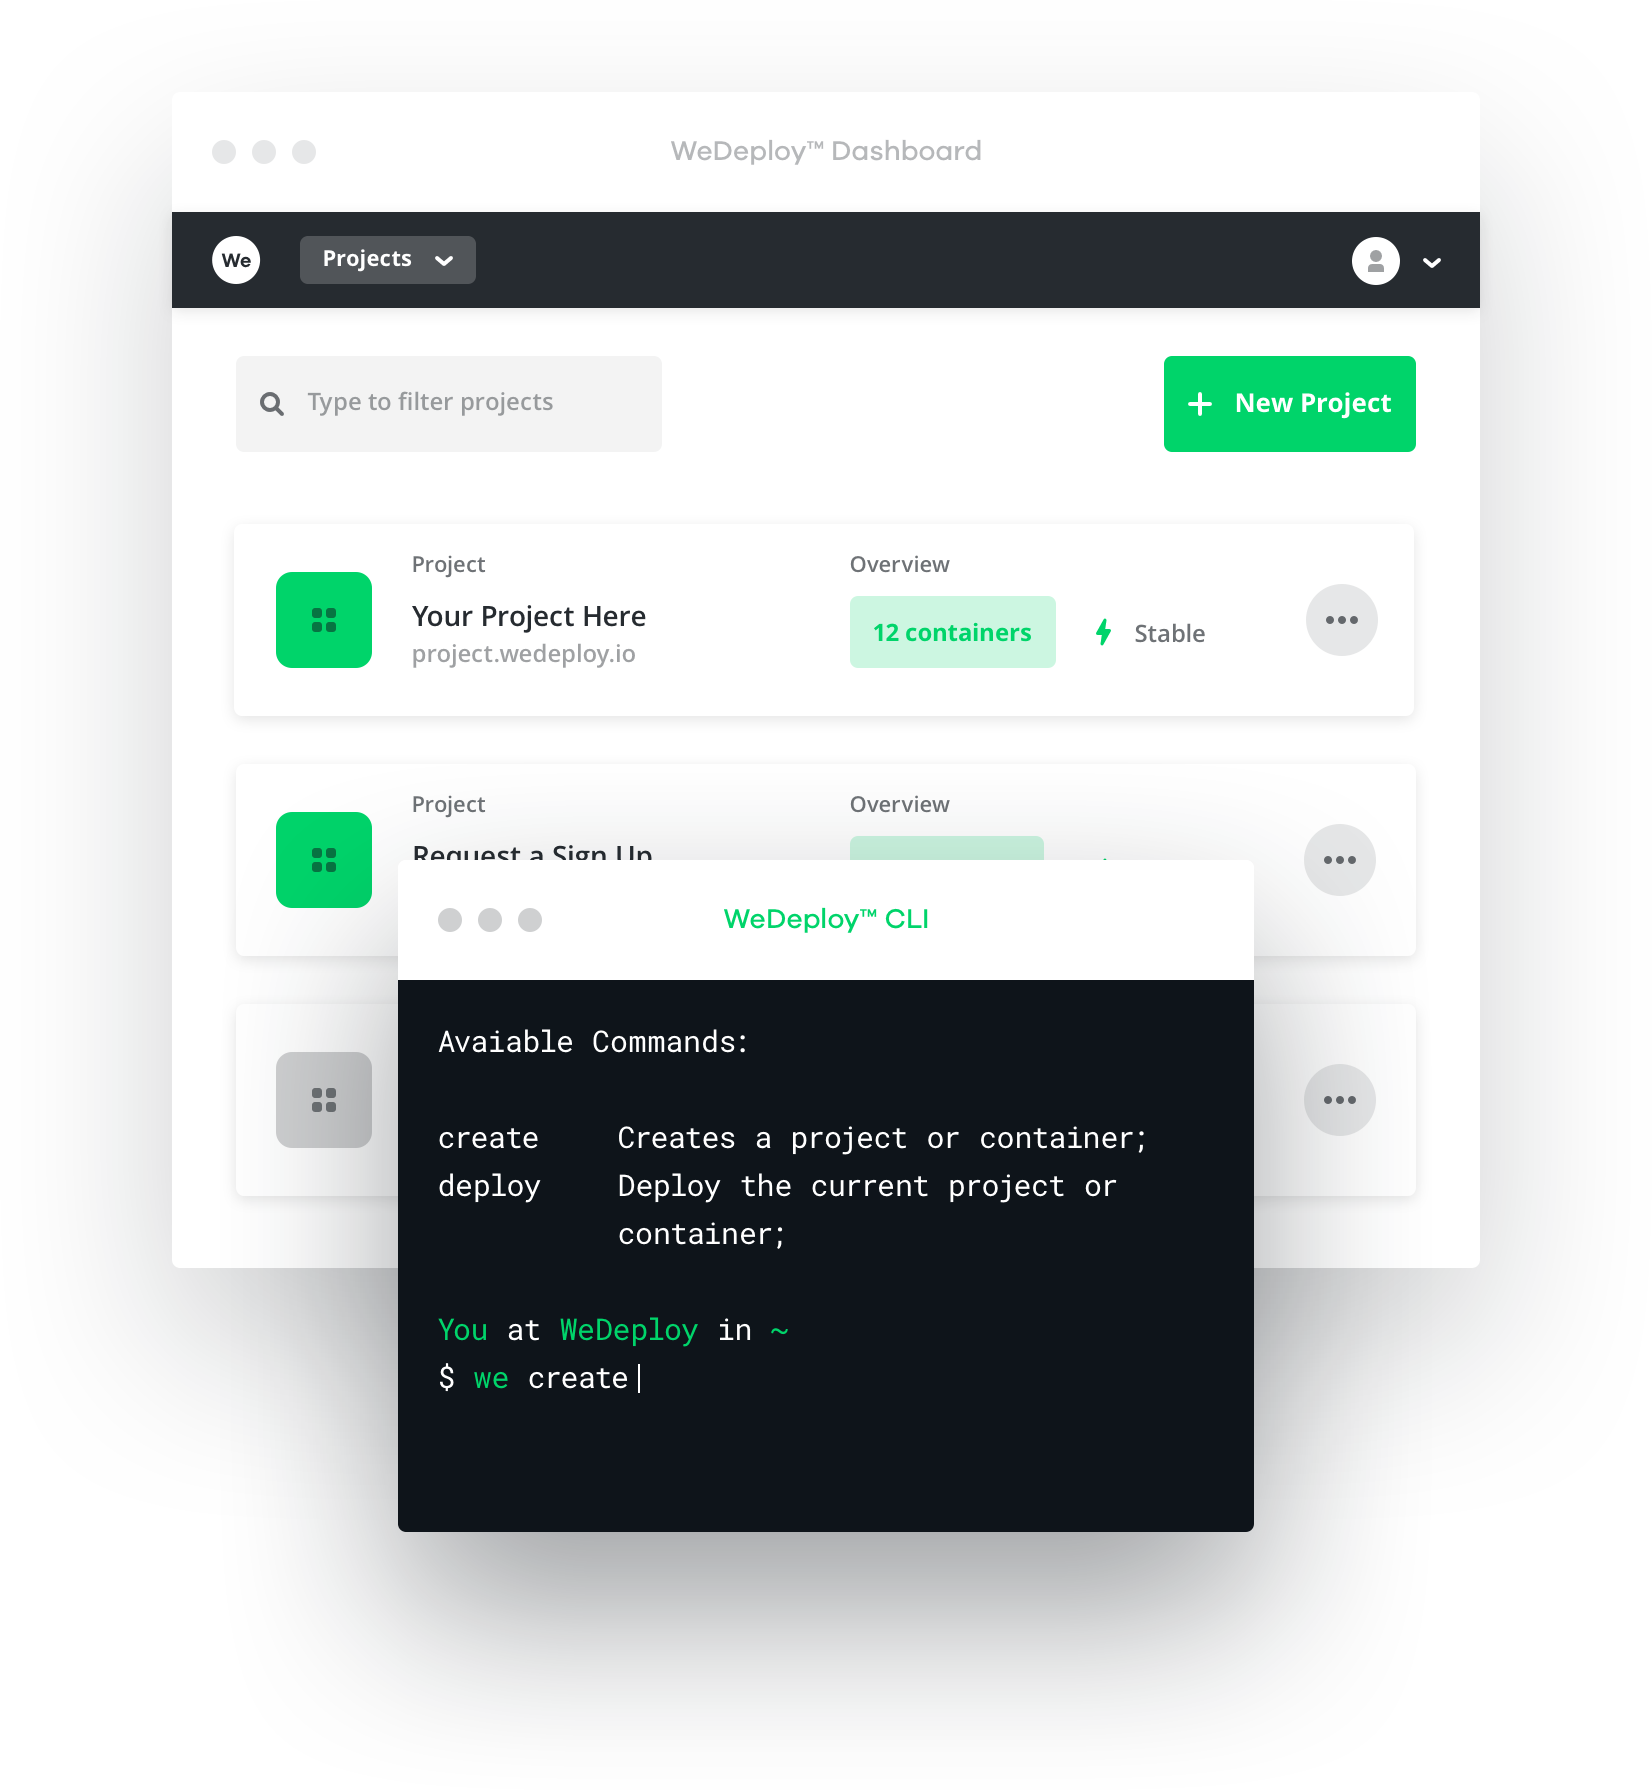 WeDeploy™ Dashboard
We
Projects
Type to filter projects
New Project
Project
Overview
Your Project Here
12 containers
Stable
project.wedeploy.io
Project
Overview
Request a Sign Up
WeDeploy™ CLI
Avaiable Commands:
create Creates a project or container;
deploy Deploy the current project or
container;
You at WeDeploy in ~
$ we create